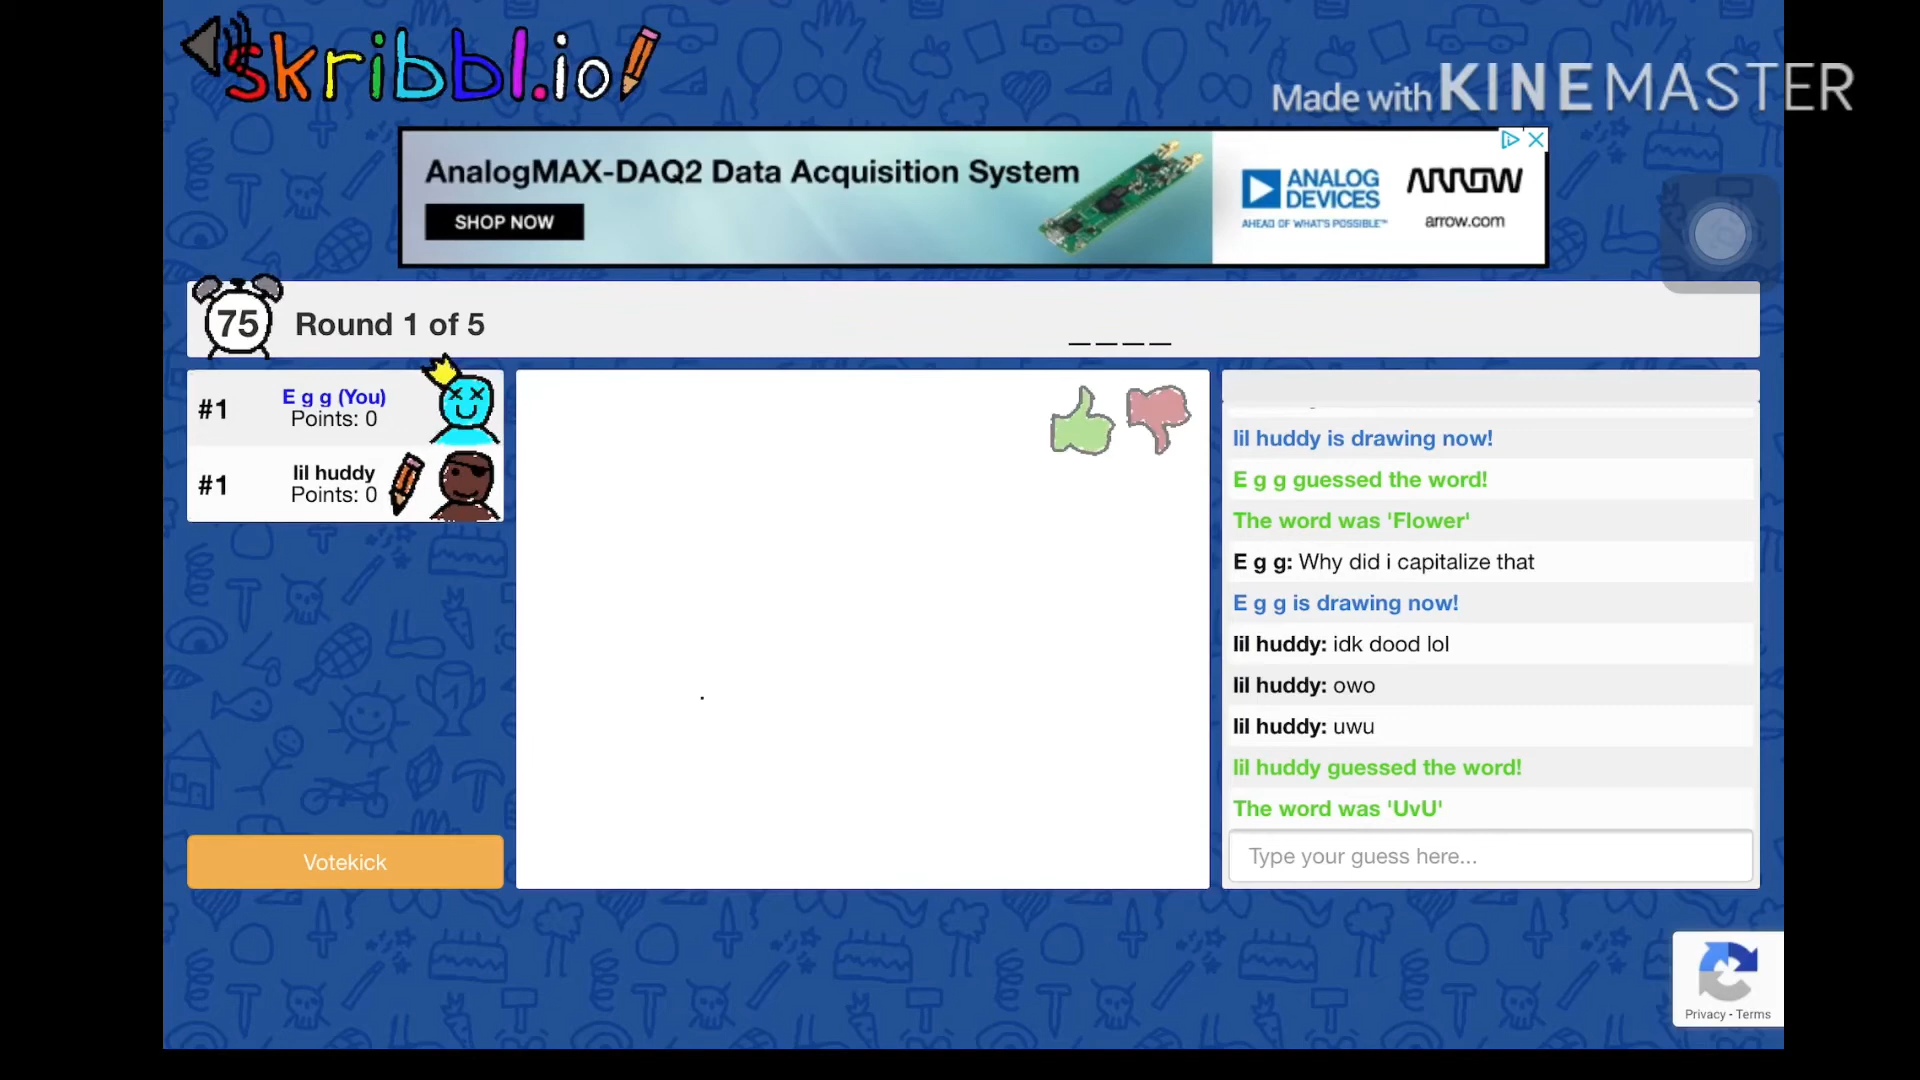 skribbl.io
Made with KINEMASTER
AnalogMAX-DAQ2 Data Acquisition System
SHOP NOW
ANALOG
DEVICES
AHEAD OF WHAT'S POSSIBLE™
ARROW
arrow.com
75
Round 1 of 5
_ _ _ _
#1
E g g (You)
Points: 0
#1
lil huddy
Points: 0
Votekick
lil huddy is drawing now!
E g g guessed the word!
The word was 'Flower'
E g g: Why did i capitalize that
E g g is drawing now!
lil huddy: idk dood lol
lil huddy: owo
lil huddy: uwu
lil huddy guessed the word!
The word was 'UvU'
Type your guess here...
Privacy - Terms